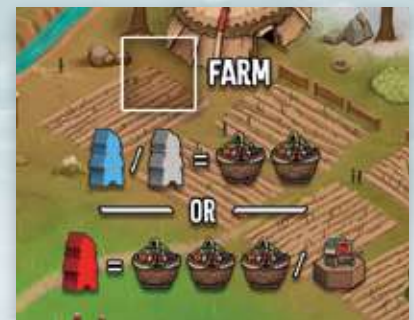 FARM
/ =
OR
= /